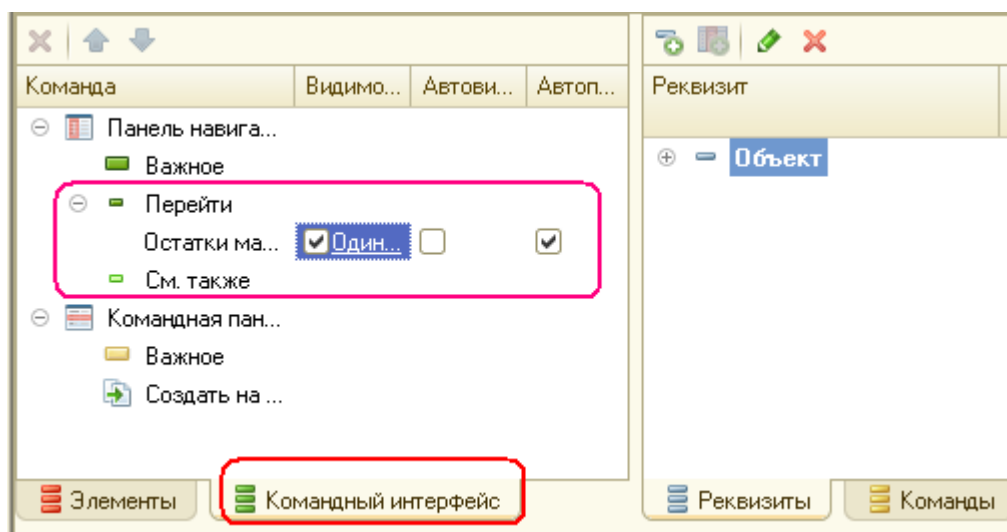 Команда Видимо... Автови... Автоп...
Панель навига...
Важное
Перейти
Остатки ма... Один...
См. также
Командная пан...
Важное
Создать на ...
Элементы Командный интерфейс
Реквизит
Объект
Реквизиты Команды